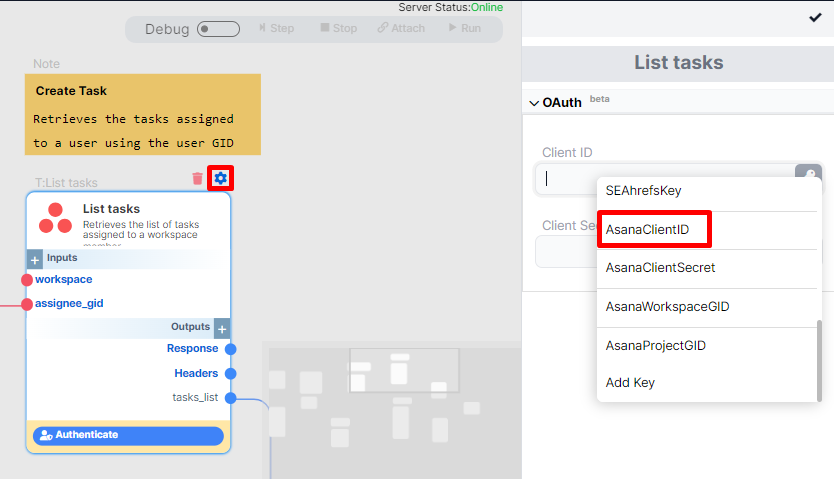 Server Status:Online
Debug
Step
Stop
Attach
Run
Note
Create Task
Retrieves the tasks assigned
to a user using the user GID
T:List tasks
List tasks
Retrieves the list of tasks
assigned to a workspace
member
Inputs
workspace
assignee_gid
Outputs
Response
Headers
tasks_list
Authenticate
List tasks
OAuth beta
Client ID
Client Se
SEAhrefsKey
AsanaClientID
AsanaClientSecret
AsanaWorkspaceGID
AsanaProjectGID
Add Key